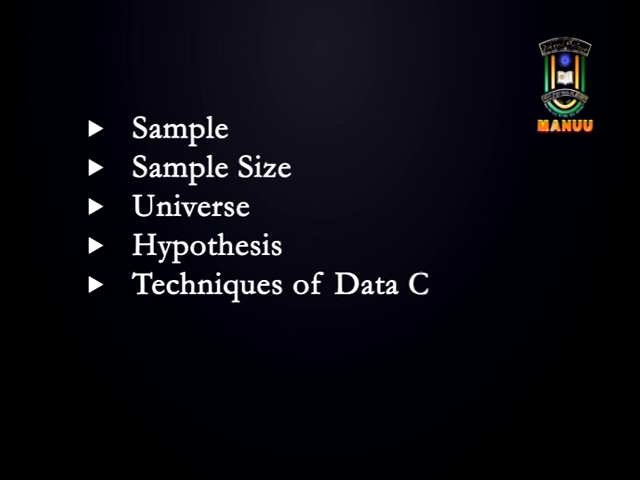 Sample
Sample Size
Universe
Hypothesis
Techniques of Data C
MANUU